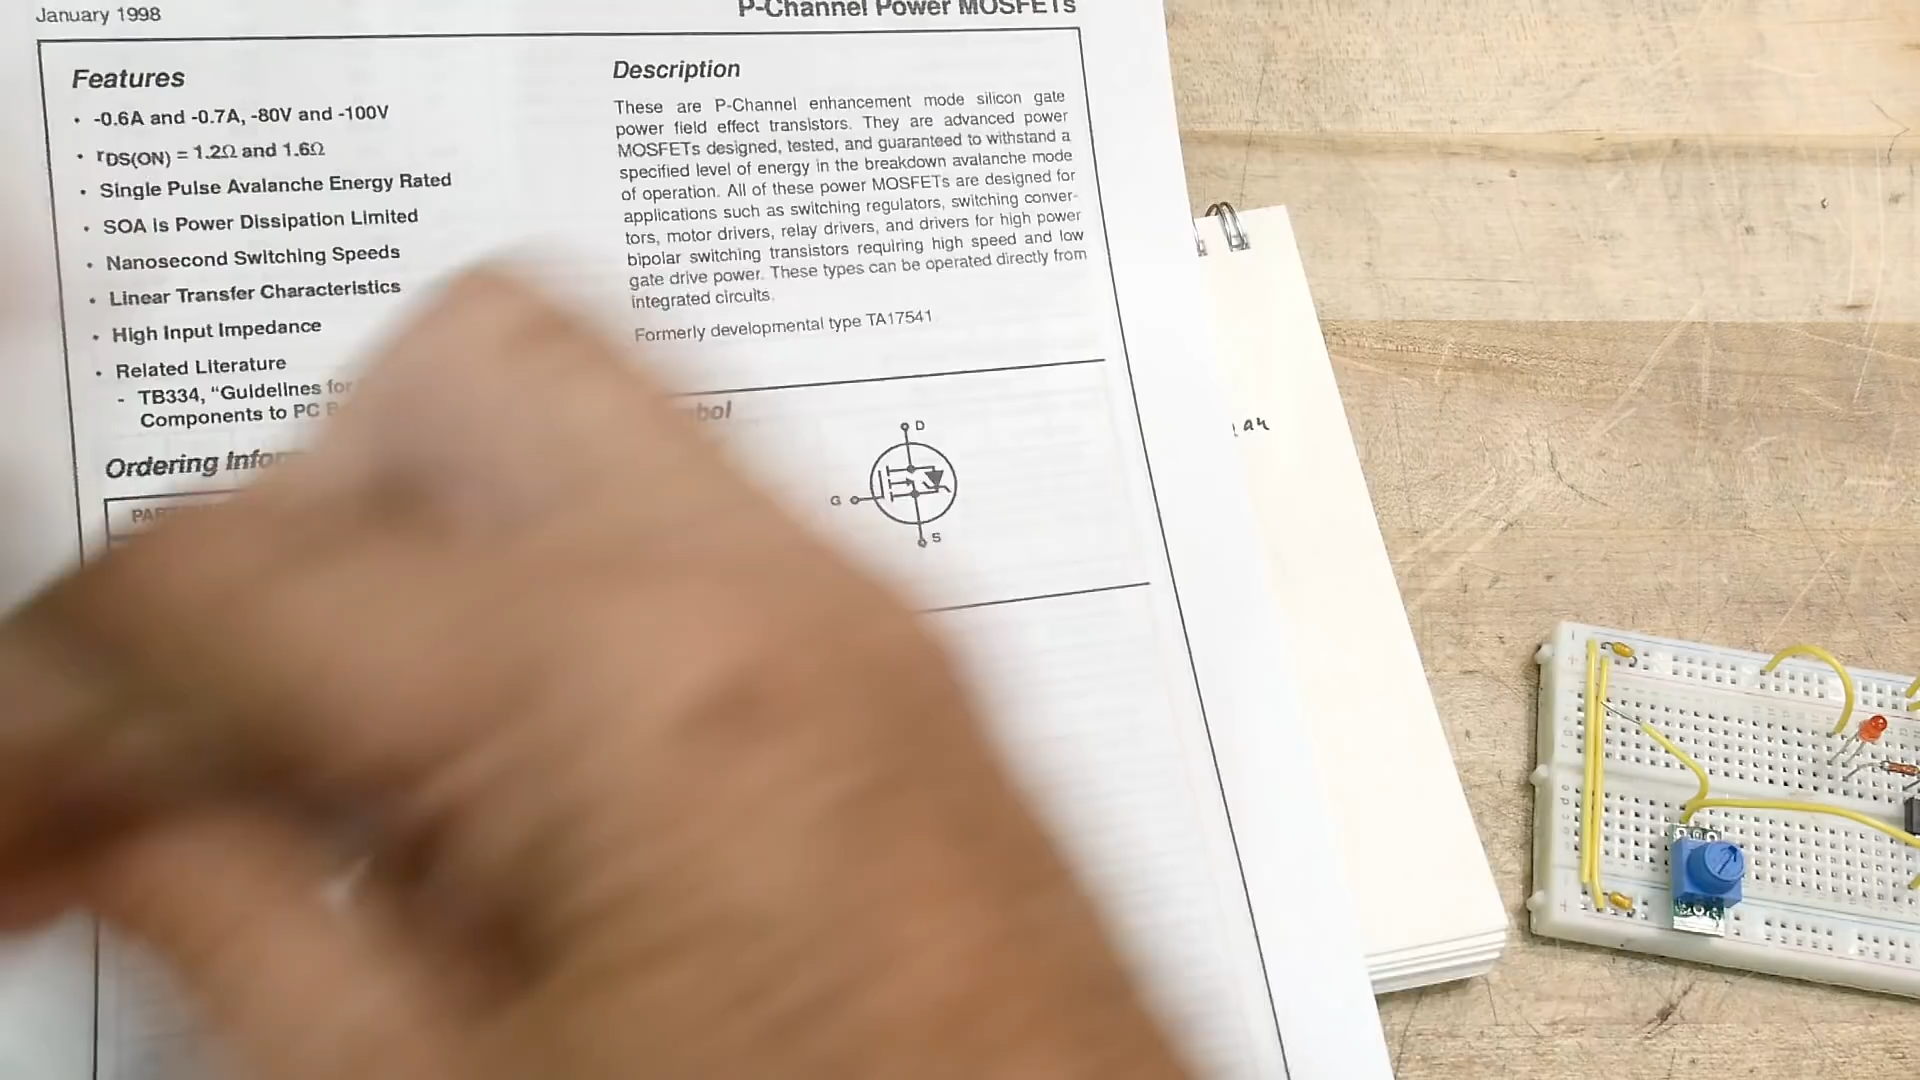 January 1998
P-Channel Power MOSFETs
Features
• -0.6A and -0.7A, -80V and -100V
• rDS(ON) = 1.2Ω and 1.6Ω
• Single Pulse Avalanche Energy Rated
• SOA is Power Dissipation Limited
• Nanosecond Switching Speeds
• Linear Transfer Characteristics
• High Input Impedance
• Related Literature
- TB334, “Guidelines for
Components to PC
Ordering
Description
These are P-Channel enhancement mode silicon gate
power field effect transistors. They are advanced power
MOSFETs designed, tested, and guaranteed to withstand a
specified level of energy in the breakdown avalanche mode
of operation. All of these power MOSFETs are designed for
applications such as switching regulators, switching conver-
tors, motor drivers, relay drivers, and drivers for high power
bipolar switching transistors requiring high speed and low
gate drive power. These types can be operated directly from
integrated circuits.
Formerly developmental type TA17541
D
G
S